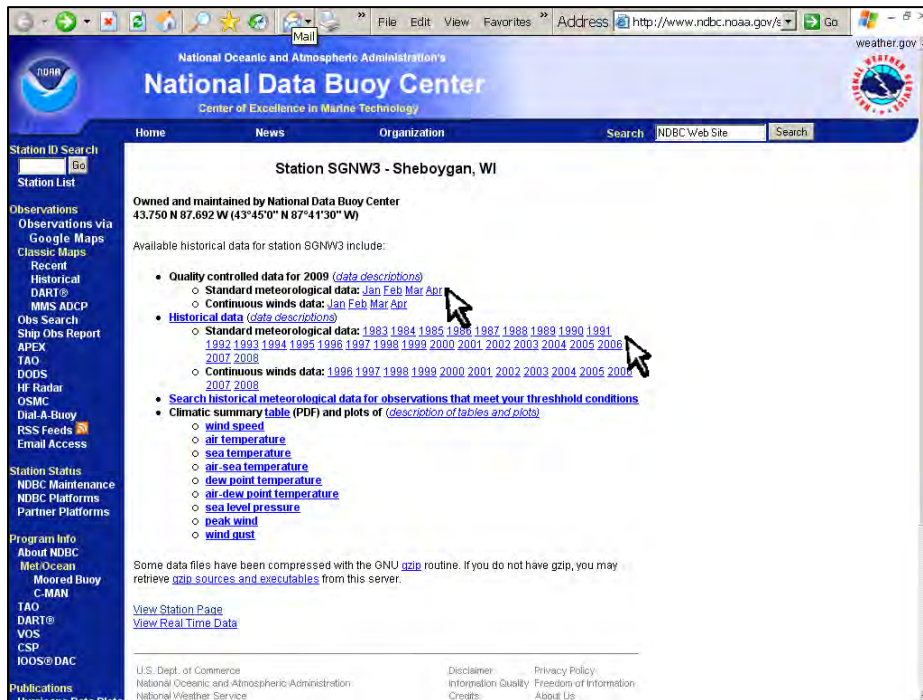 File Edit View Favorites » Address http://www.ndbc.noaa.gov/s Go
Mail
weather.gov
NOAA
National Oceanic and Atmospheric Administration's
National Data Buoy Center
Center of Excellence in Marine Technology
Home News Organization Search NDBC Web Site Search
Station ID Search
Go
Station List
Observations
Observations via
Google Maps
Classic Maps
Recent
Historical
DART®
MMS ADCP
Obs Search
Ship Obs Report
APEX
TAO
DODS
HF Radar
OSMC
Dial-A-Buoy
RSS Feeds
Email Access
Station Status
NDBC Maintenance
NDBC Platforms
Partner Platforms
Program Info
About NDBC
Met/Ocean
Moored Buoy
C-MAN
TAO
DART®
VOS
CSP
IOOS® DAC
Publications
Station SGNW3 - Sheboygan, WI
Owned and maintained by National Data Buoy Center
43.750 N 87.692 W (43°45'0" N 87°41'30" W)
Available historical data for station SGNW3 include:
• Quality controlled data for 2009 (data descriptions)
○ Standard meteorological data: Jan Feb Mar Apr
○ Continuous winds data: Jan Feb Mar Apr
• Historical data (data descriptions)
○ Standard meteorological data: 1983 1984 1985 1986 1987 1988 1989 1990 1991
1992 1993 1994 1995 1996 1997 1998 1999 2000 2001 2002 2003 2004 2005 2006
2007 2008
○ Continuous winds data: 1996 1997 1998 1999 2000 2001 2002 2003 2004 2005 2006
2007 2008
• Search historical meteorological data for observations that meet your threshhold conditions
• Climatic summary table (PDF) and plots of (description of tables and plots)
○ wind speed
○ air temperature
○ sea temperature
○ air-sea temperature
○ dew point temperature
○ air-dew point temperature
○ sea level pressure
○ peak wind
○ wind gust
Some data files have been compressed with the GNU gzip routine. If you do not have gzip, you may
retrieve gzip sources and executables from this server.
View Station Page
View Real Time Data
U.S. Dept. of Commerce Disclaimer Privacy Policy
National Oceanic and Atmospheric Administration Information Quality Freedom of Information
National Weather Service Credits About Us